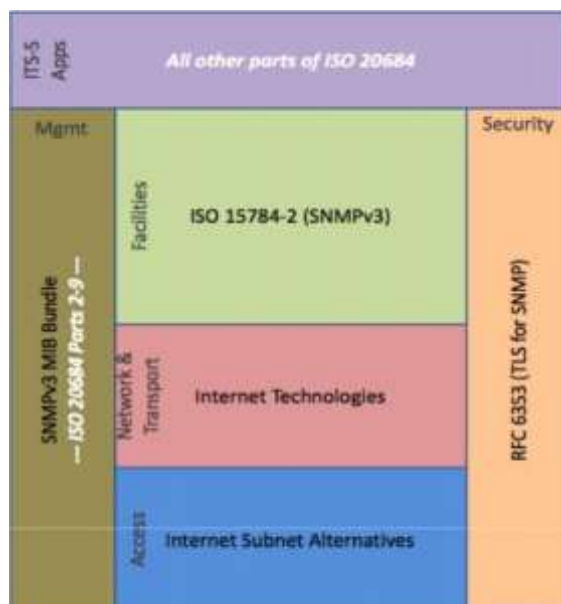 ITS-S
Apps
All other parts of ISO 20684
Mgmt
SNMPv3 MIB Bundle
--- ISO 20684 Parts 2-9 ---
Facilities
ISO 15784-2 (SNMPv3)
Network &
Transport
Internet Technologies
Access
Internet Subnet Alternatives
Security
RFC 6353 (TLS for SNMP)